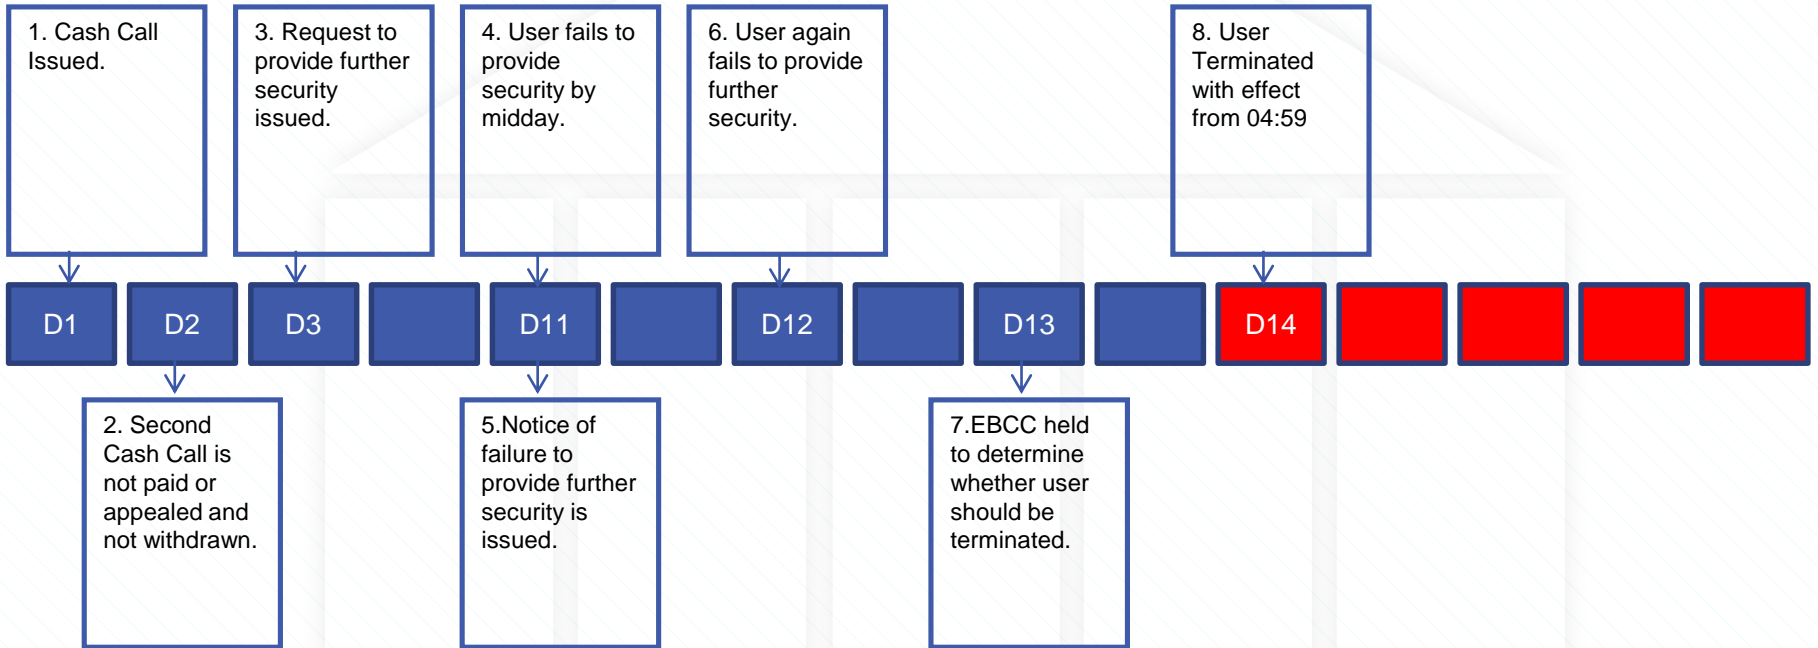 1. Cash Call
Issued.
3. Request to
provide further
security
issued.
4. User fails to
provide
security by
midday.
6. User again
fails to provide
further
security.
8. User
Terminated
with effect
from 04:59
D1
D2
D3
D11
D12
D13
D14
2. Second
Cash Call is
not paid or
appealed and
not withdrawn.
5.Notice of
failure to
provide further
security is
issued.
7.EBCC held
to determine
whether user
should be
terminated.